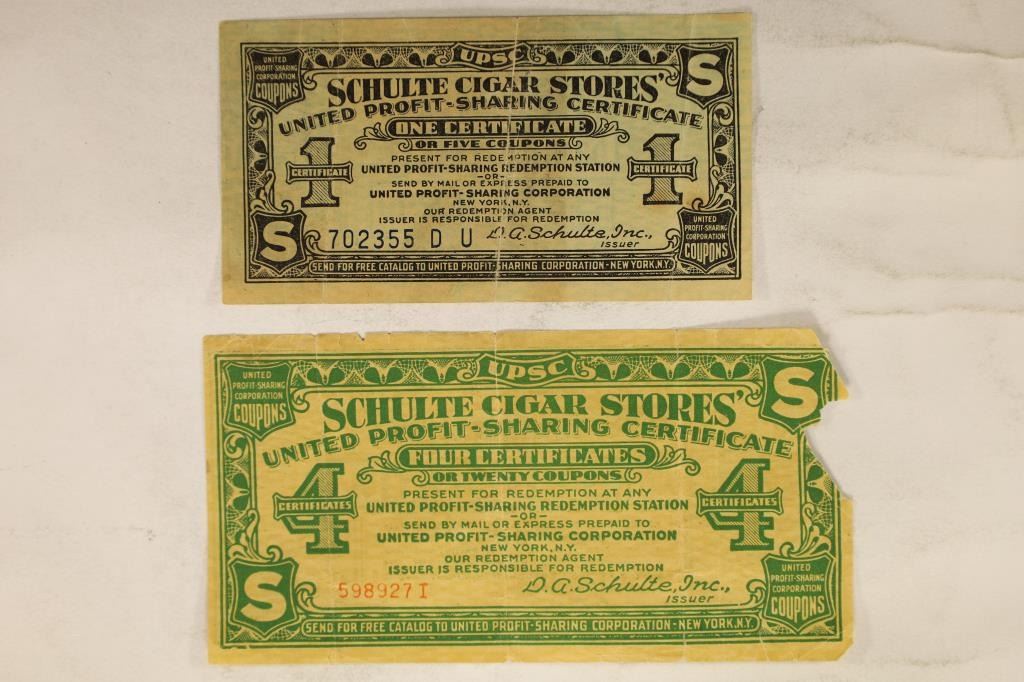 UPSC
UNITED
PROFIT-SHARING
CORPORATION
COUPONS
S
SCHULTE CIGAR STORES'
UNITED PROFIT-SHARING CERTIFICATE
ONE CERTIFICATE
OR FIVE COUPONS
1
CERTIFICATE
1
CERTIFICATE
PRESENT FOR REDEMPTION AT ANY
UNITED PROFIT-SHARING REDEMPTION STATION
-OR-
SEND BY MAIL OR EXPRESS PREPAID TO
UNITED PROFIT-SHARING CORPORATION
NEW YORK, N.Y.
OUR REDEMPTION AGENT
ISSUER IS RESPONSIBLE FOR REDEMPTION
S
702355 D U
D.A. Schulte, Inc.,
Issuer
UNITED
PROFIT-SHARING
CORPORATION
COUPONS
SEND FOR FREE CATALOG TO UNITED PROFIT-SHARING CORPORATION - NEW YORK, N.Y.
UPSC
UNITED
PROFIT-SHARING
CORPORATION
COUPONS
S
SCHULTE CIGAR STORES'
UNITED PROFIT-SHARING CERTIFICATE
FOUR CERTIFICATES
OR TWENTY COUPONS
4
CERTIFICATES
4
CERTIFICATES
PRESENT FOR REDEMPTION AT ANY
UNITED PROFIT-SHARING REDEMPTION STATION
-OR-
SEND BY MAIL OR EXPRESS PREPAID TO
UNITED PROFIT-SHARING CORPORATION
NEW YORK, N.Y.
OUR REDEMPTION AGENT
ISSUER IS RESPONSIBLE FOR REDEMPTION
S
598927 I
D.A. Schulte, Inc.,
Issuer
UNITED
PROFIT-SHARING
CORPORATION
COUPONS
SEND FOR FREE CATALOG TO UNITED PROFIT-SHARING CORPORATION - NEW YORK, N.Y.